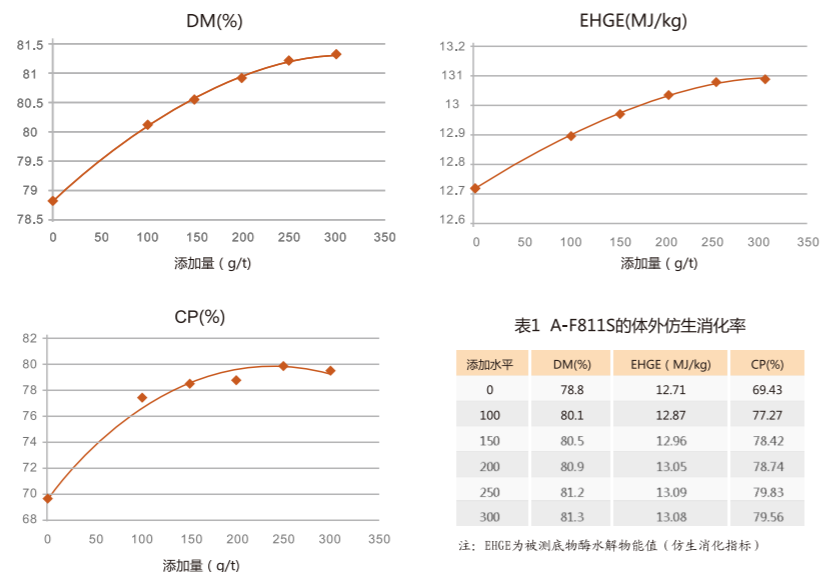 DM(%)
81.5
81
80.5
80
79.5
79
78.5
0 50 100 150 200 250 300 350
添加量（g/t)
EHGE(MJ/kg)
13.2
131
13
12.9
12.8
12.7
12.6
0 50 100 150 200 250 300 350
添加量（g/t)
CP(%)
82
80
78
76
74
72
70
68
0 50 100 150 200 250 300 350
添加量（g/t)
表1 A-F811S的体外仿生消化率
添加水平 DM(%) EHGE（MJ/kg) CP(%)
0 78.8 12.71 69.43
100 80.1 12.87 77.27
150 80.5 12.96 78.42
200 80.9 13.05 78.74
250 81.2 13.09 79.83
300 81.3 13.08 79.56
注：EHGE为被测底物酶水解物能值（仿生消化指标）